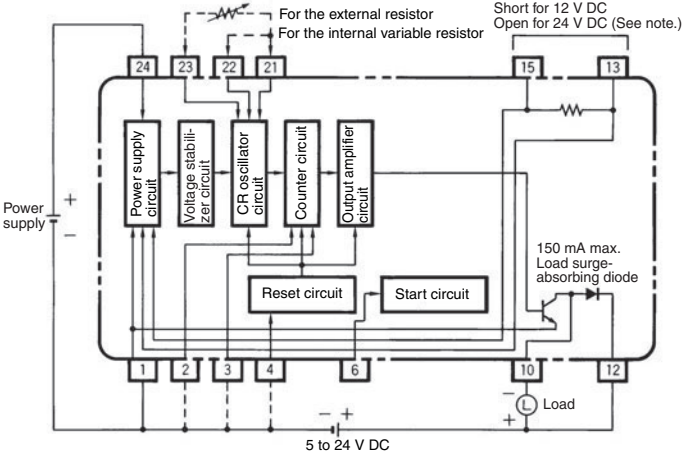 For the external resistor
For the internal variable resistor
Short for 12 V DC
Open for 24 V DC (See note.)
24
23
22
21
15
13
Power supply
circuit
Voltage stabili-
zer circuit
CR oscillator
circuit
Counter circuit
Output amplifier
circuit
+
Power
supply
−
150 mA max.
Load surge-
absorbing diode
Reset circuit
Start circuit
1
2
3
4
6
10
12
−
L
Load
+
− +
5 to 24 V DC